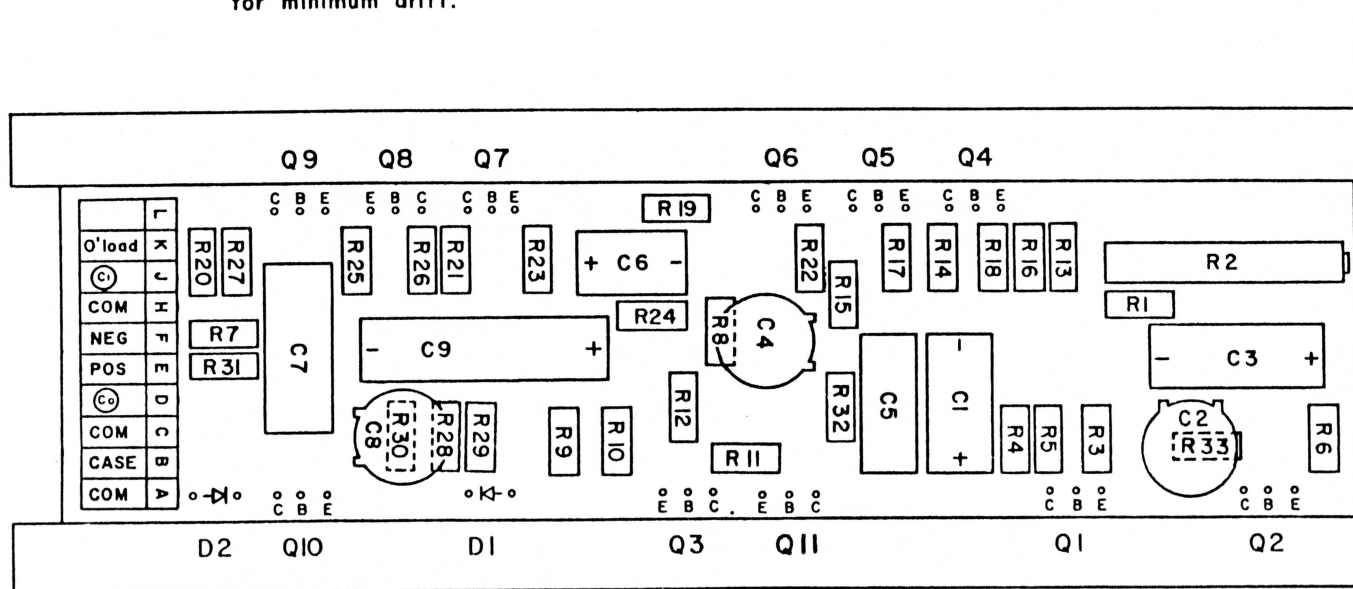 for minimum drift.
Q9 Q8 Q7 Q6 Q5 Q4
C B E E B C C B E C B E C B E C B E
L
O'load K
Ci J
COM H
NEG F
POS E
Co D
COM C
CASE B
COM A
R20 R27 R25 R26 R21 R23 R19 R22 R17 R14 R18 R16 R13
+ C6 -
R2
R15
R1
R24
R7
R31
C7
- C9 +
R8
C4
C5
- C1 +
- C3 +
C8 R30 R28 R29 R9 R10 R12 R11 R32 R4 R5 R3
C2
R33
R6
C B E E B C . E B C C B E C B E
D2 Q10 D1 Q3 Q11 Q1 Q2